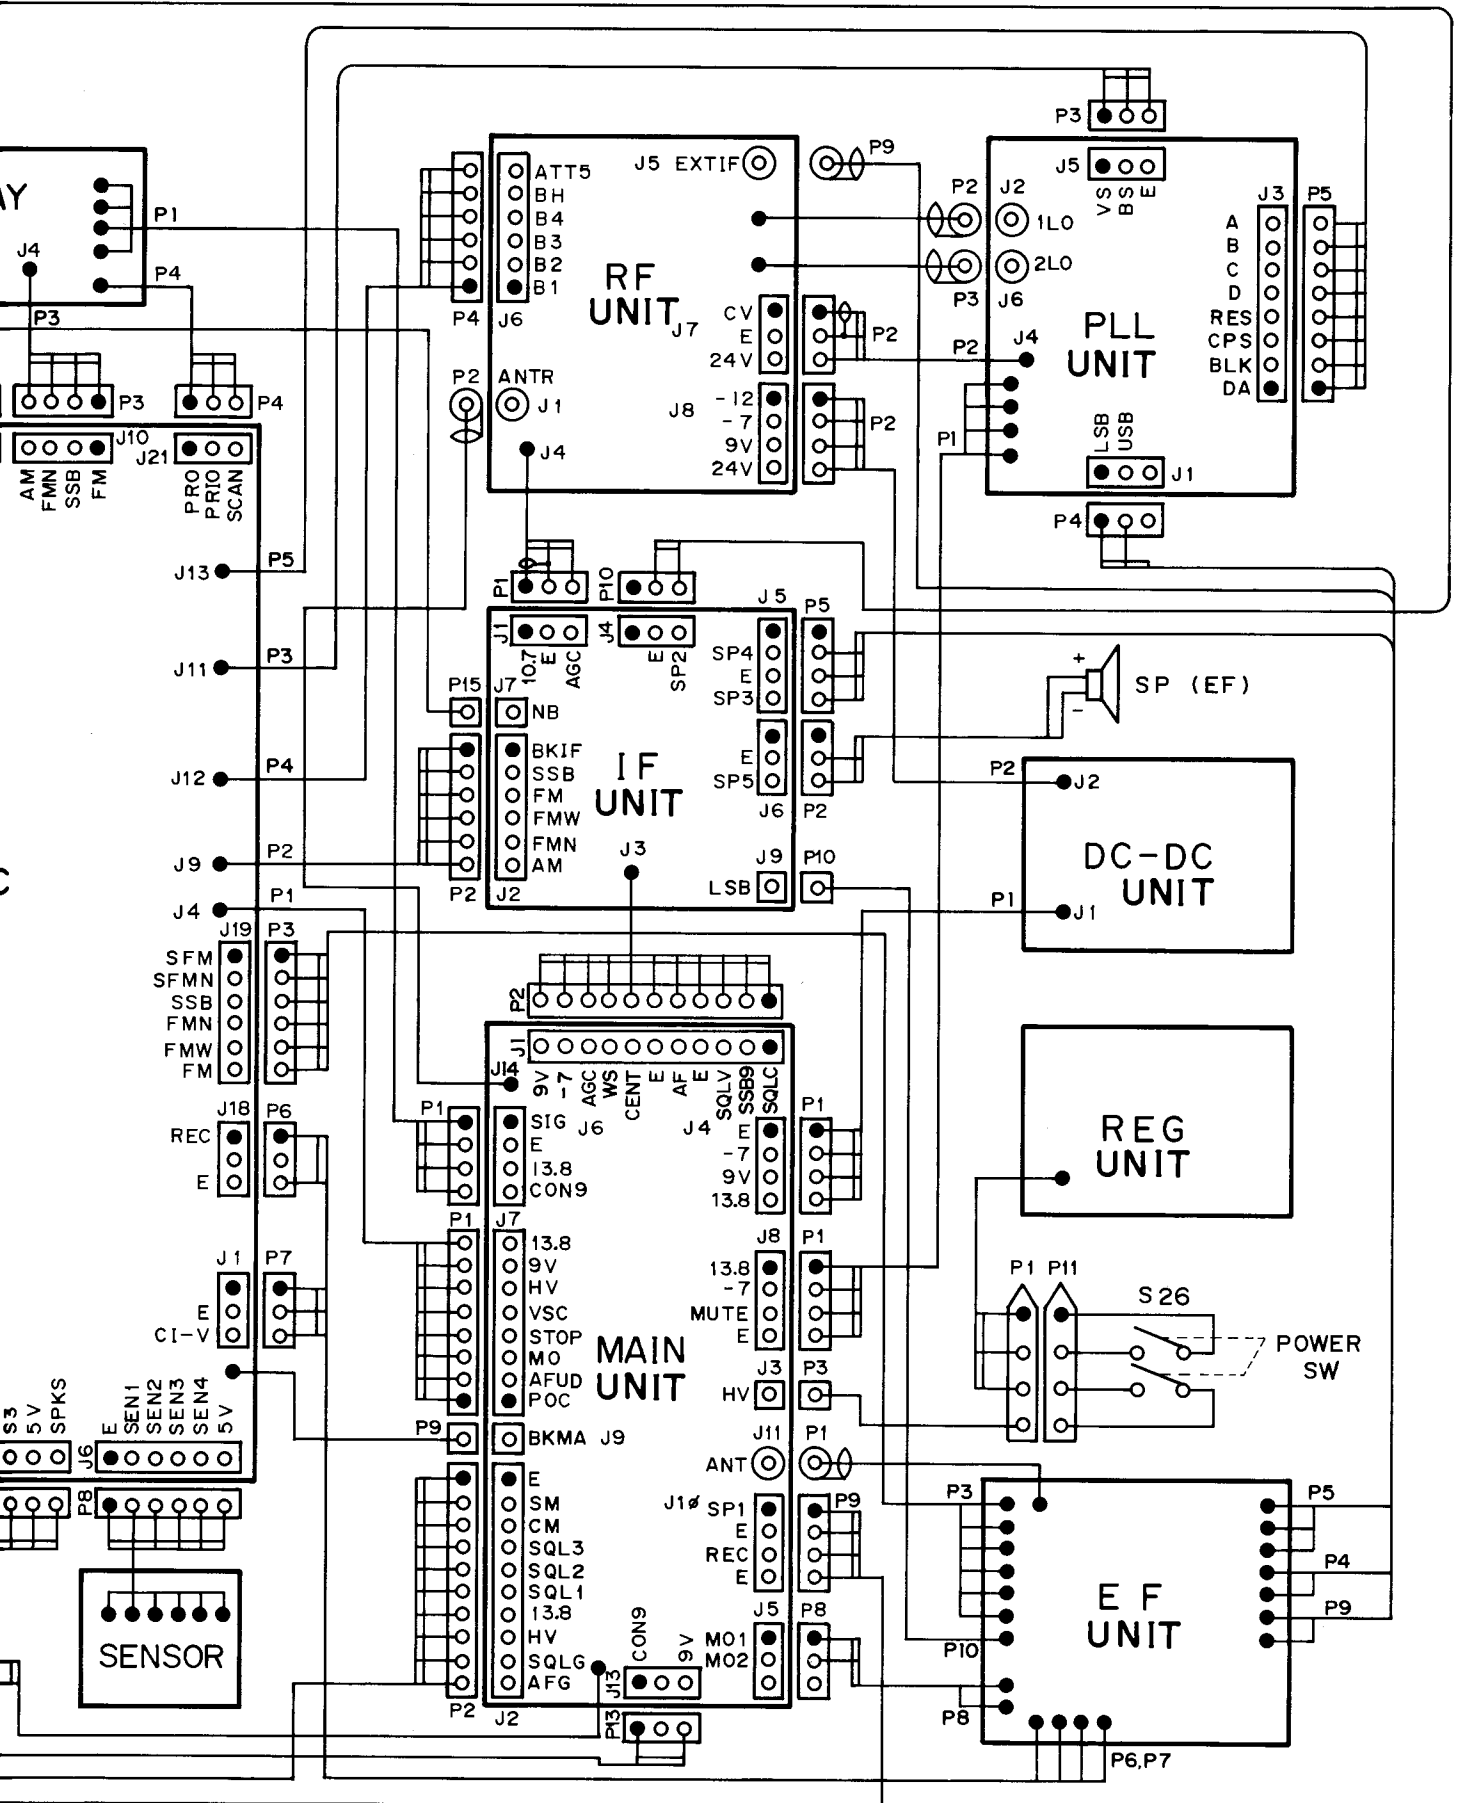 AY
J4
P1
P4
P3
P3
P4
J10
J21
AM
FMN
SSB
FM
PRO
PRIO
SCAN
J13
P5
J11
P3
J12
P4
J9
P2
J4
P1
C
J19
P3
SFM
SFMN
SSB
FMN
FMW
FM
J18
P6
REC
E
J1
P7
E
CI-V
S3
5V
SPKS
J6
E
SEN1
SEN2
SEN3
SEN4
5V
P8
SENSOR
RF
UNIT
P4
J6
ATT5
BH
B4
B3
B2
B1
J5 EXTIF
P9
J7
CV
E
24V
P2
P2
ANTR
J1
J8
-12
-7
9V
24V
P2
J4
PLL
UNIT
P3
J5
VS
BS
E
P2
J2
1LO
2LO
P3
J6
J3
P5
A
B
C
D
RES
CPS
BLK
DA
P2
J4
P1
LSB
USB
J1
P4
IF
UNIT
P1
P10
J1
J4
10.7
E
AGC
E
SP2
J5
P5
SP4
E
SP3
P15
J7
NB
BKIF
SSB
FM
FMW
FMN
AM
P2
J2
E
SP5
J6
P2
J3
J9
P10
LSB
SP (EF)
+
-
P2
J2
DC-DC
UNIT
P1
J1
REG
UNIT
P2
MAIN
UNIT
J1
J14
9V
-7
AGC
WS
CENT
E
AF
E
SQLV
SSB9
SQLC
P1
J6
SIG
E
13.8
CON9
J4
P1
E
-7
9V
13.8
P1
J7
13.8
9V
HV
VSC
STOP
MO
AFUD
POC
J8
P1
13.8
-7
MUTE
E
J3
P3
HV
P9
BKMA J9
J11
P1
ANT
E
SM
CM
SQL3
SQL2
SQL1
13.8
HV
SQLG
AFG
P2
J2
J1ø
P9
SP1
E
REC
E
J5
P8
MO1
MO2
CON9
9V
J13
P13
P1
P11
S26
POWER
SW
EF
UNIT
P3
P10
P8
P5
P4
P9
P6,P7